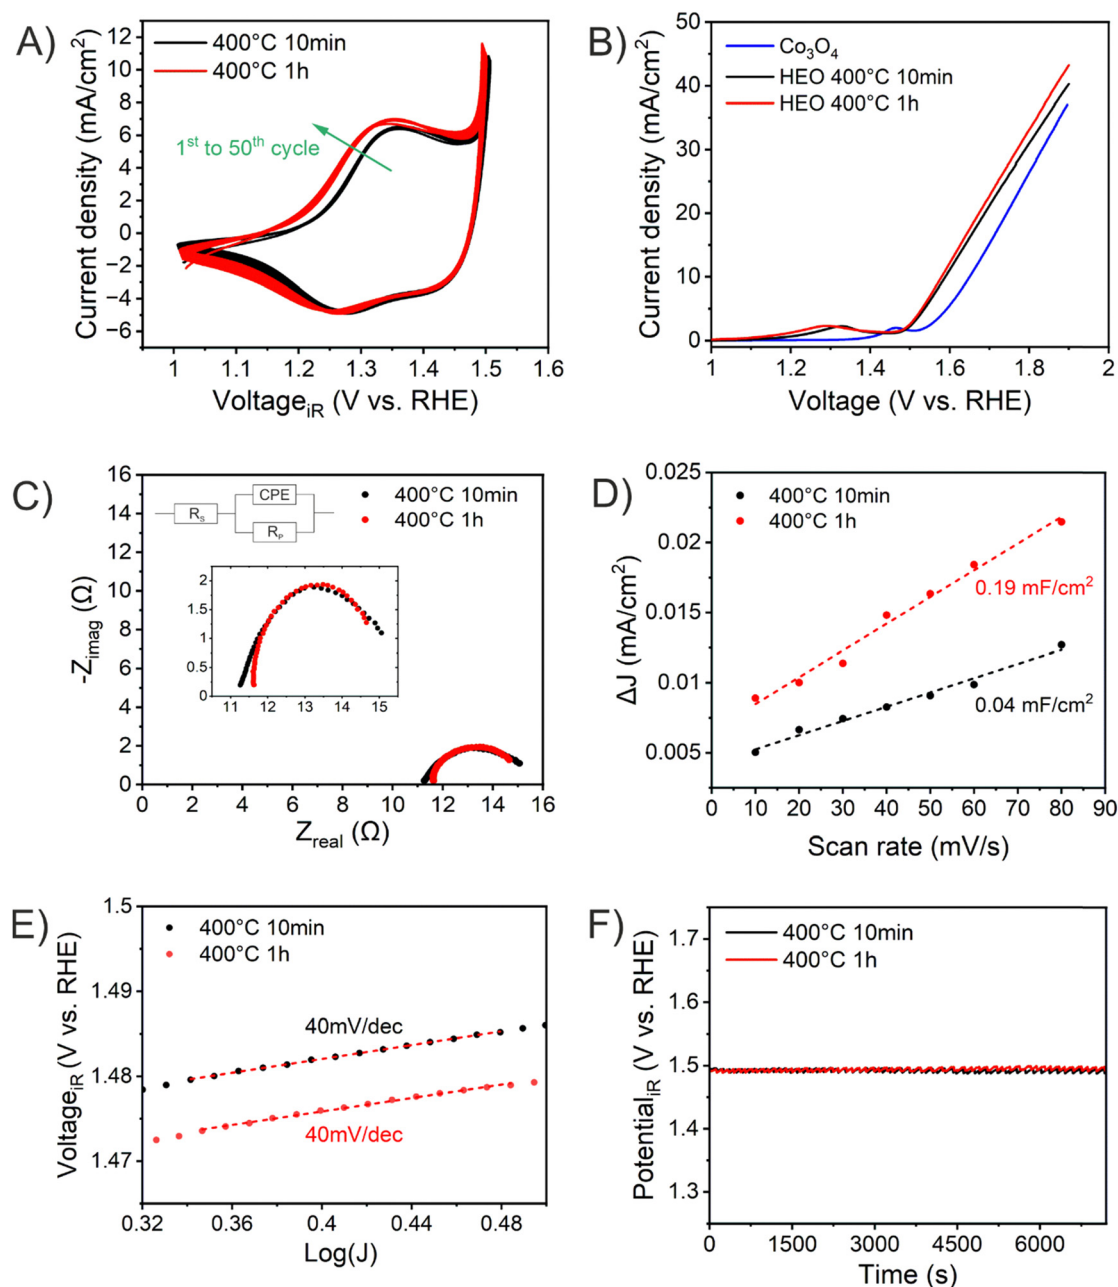 A)
Current density (mA/cm²)
12
10
8
6
4
2
0
−2
−4
−6
400°C 10min
400°C 1h
1st to 50th cycle
1
1.1
1.2
1.3
1.4
1.5
1.6
Voltage_iR (V vs. RHE)
B)
Current density (mA/cm²)
50
40
30
20
10
0
Co₃O₄
HEO 400°C 10min
HEO 400°C 1h
1
1.2
1.4
1.6
1.8
2
Voltage (V vs. RHE)
C)
-Z_imag (Ω)
16
14
12
10
8
6
4
2
0
CPE
R_S
R_P
400°C 10min
400°C 1h
2
1.5
1
0.5
0
11
12
13
14
15
0
2
4
6
8
10
12
14
16
Z_real (Ω)
D)
ΔJ (mA/cm²)
0.025
0.020
0.015
0.010
0.005
400°C 10min
400°C 1h
0.19 mF/cm²
0.04 mF/cm²
0
10
20
30
40
50
60
70
80
90
Scan rate (mV/s)
E)
Voltage_iR (V vs. RHE)
1.5
1.49
1.48
1.47
400°C 10min
400°C 1h
40mV/dec
40mV/dec
0.32
0.36
0.4
0.44
0.48
Log(J)
F)
Potential_iR (V vs. RHE)
1.7
1.6
1.5
1.4
1.3
400°C 10min
400°C 1h
0
1500
3000
4500
6000
Time (s)